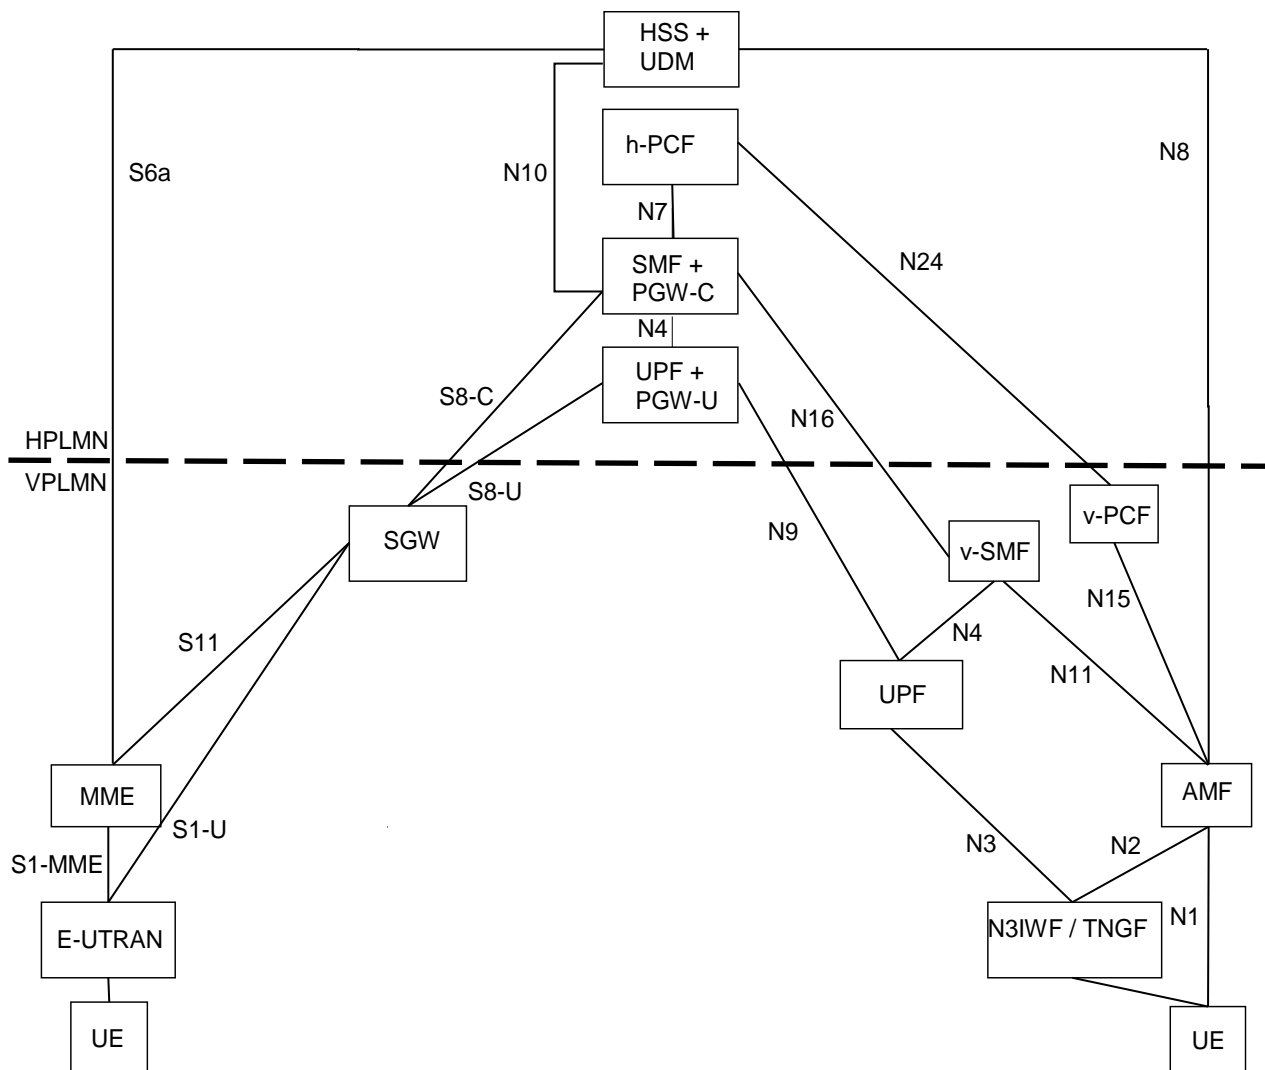 HSS +
UDM
h-PCF
N8
S6a
N10
N7
SMF +
PGW-C
N24
N4
UPF +
PGW-U
S8-C
N16
HPLMN
VPLMN
S8-U
v-PCF
N9
SGW
v-SMF
N15
N4
S11
N11
UPF
MME
AMF
S1-U
N3
N2
S1-MME
N1
E-UTRAN
N3IWF / TNGF
UE
UE